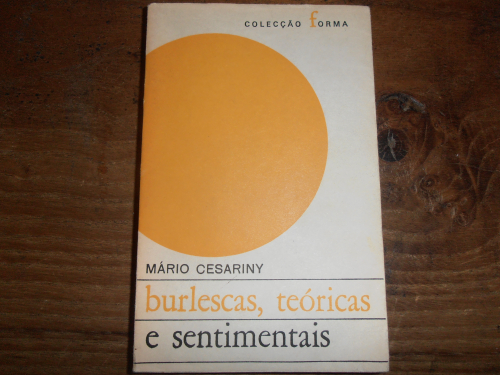 COLECÇÃO fORMA
MÁRIO CESARINY
burlescas, teóricas
e sentimentais